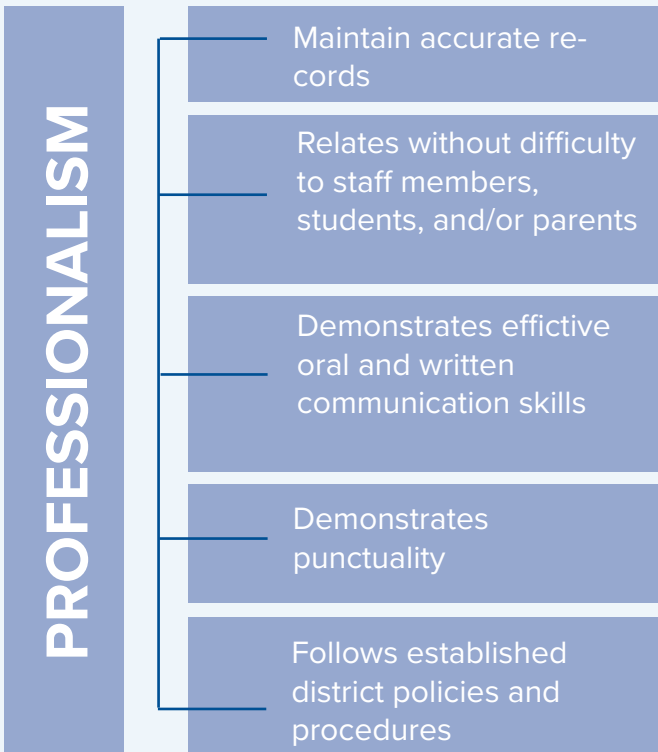 PROFESSIONALISM
Maintain accurate re-
cords
Relates without difficulty
to staff members,
students, and/or parents
Demonstrates effictive
oral and written
communication skills
Demonstrates
punctuality
Follows established
district policies and
procedures